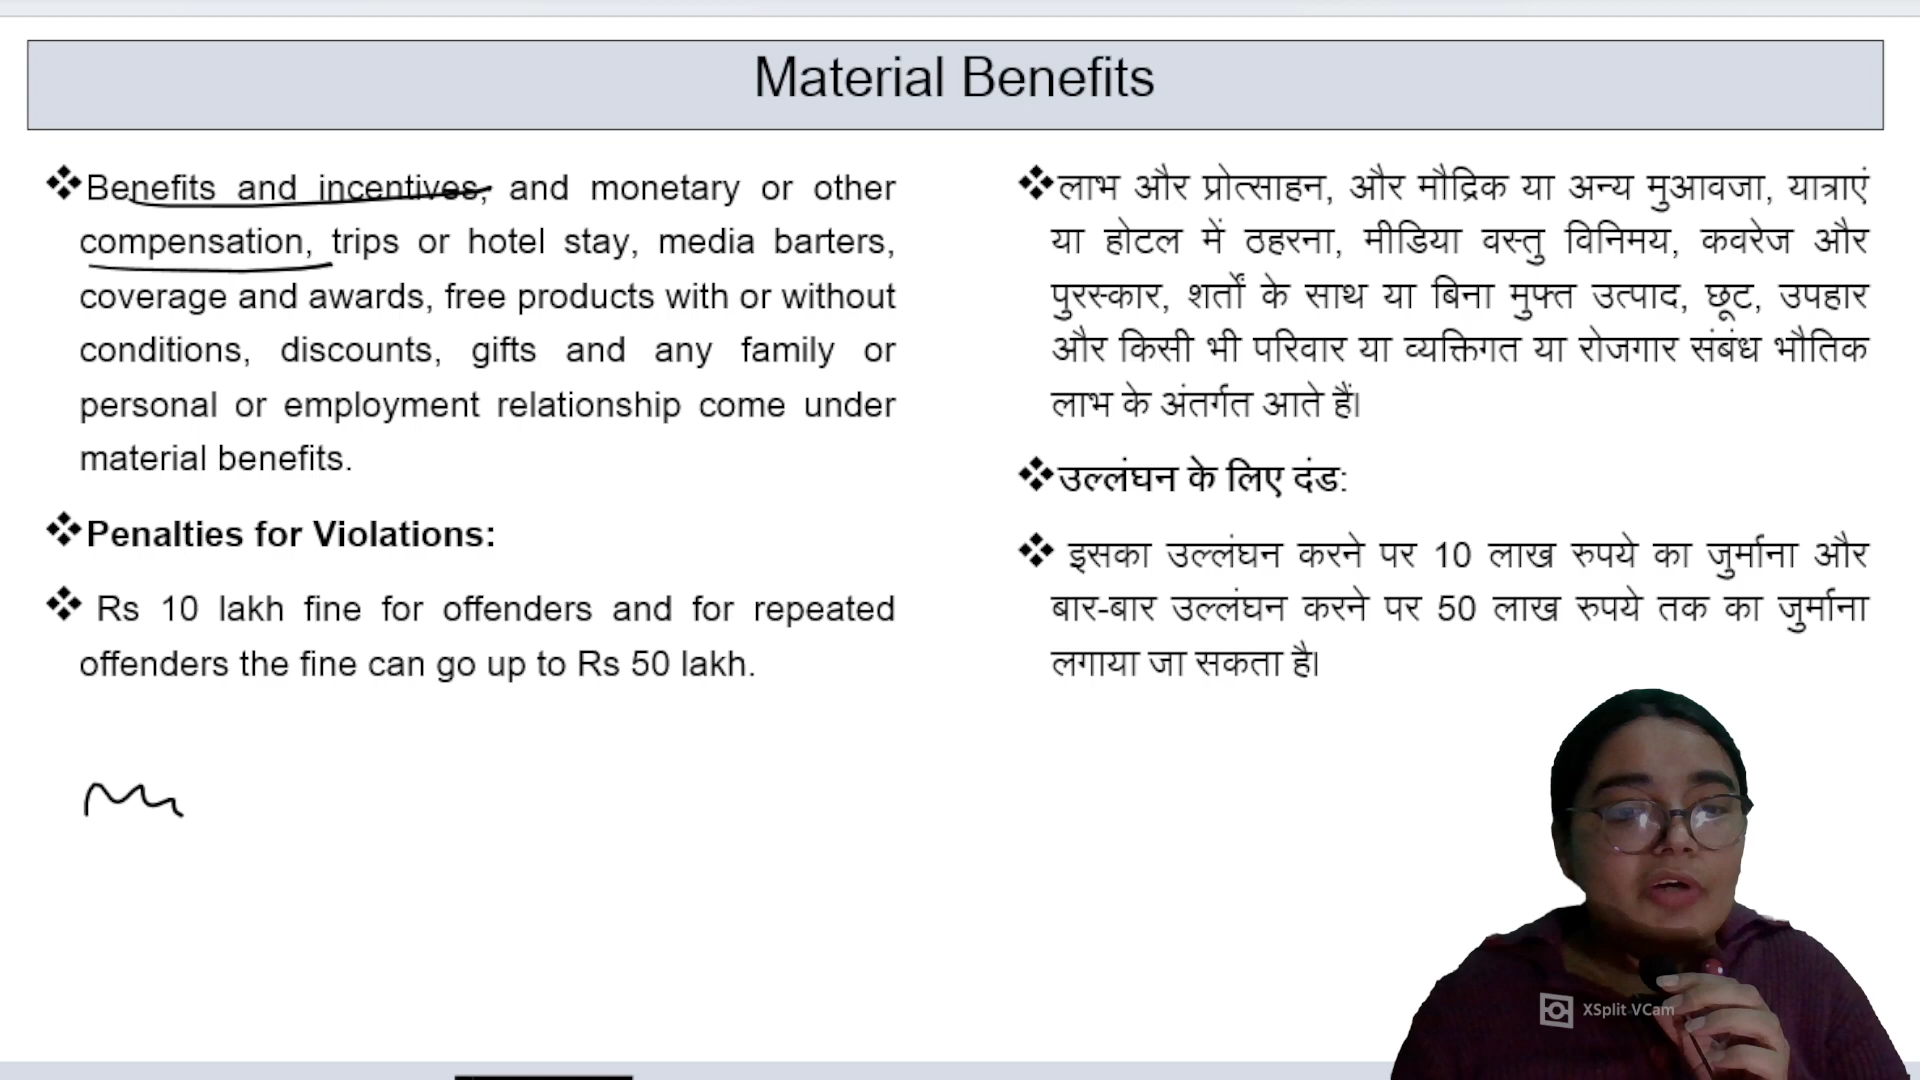 Material Benefits
❖Benefits and incentives, and monetary or other
compensation, trips or hotel stay, media barters,
coverage and awards, free products with or without
conditions, discounts, gifts and any family or
personal or employment relationship come under
material benefits.
❖Penalties for Violations:
❖ Rs 10 lakh fine for offenders and for repeated
offenders the fine can go up to Rs 50 lakh.
❖लाभ और प्रोत्साहन, और मौद्रिक या अन्य मुआवजा, यात्राएं
या होटल में ठहरना, मीडिया वस्तु विनिमय, कवरेज और
पुरस्कार, शर्तों के साथ या बिना मुफ्त उत्पाद, छूट, उपहार
और किसी भी परिवार या व्यक्तिगत या रोजगार संबंध भौतिक
लाभ के अंतर्गत आते हैं।
❖उल्लंघन के लिए दंड:
❖ इसका उल्लंघन करने पर 10 लाख रुपये का जुर्माना और
बार-बार उल्लंघन करने पर 50 लाख रुपये तक का जुर्माना
लगाया जा सकता है।
XSplit VCam